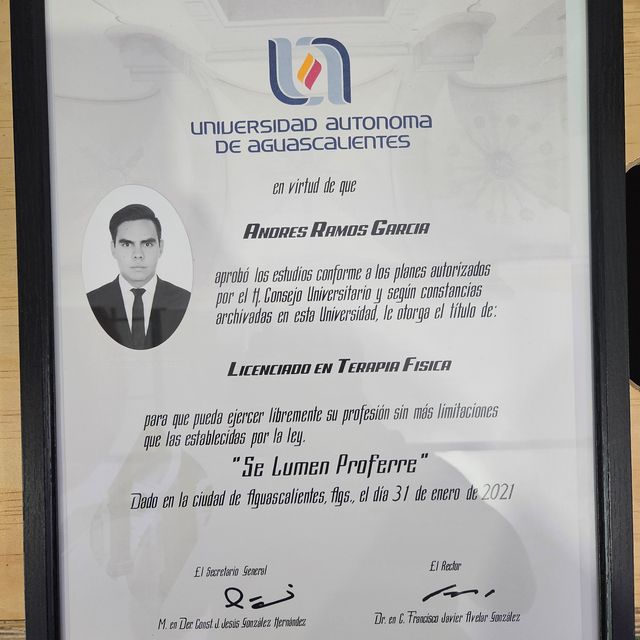 UNIVERSIDAD AUTONOMA
DE AGUASCALIENTES
en virtud de que
ANDRES RAMOS GARCIA
aprobó los estudios conforme a los planes autorizados
por el H. Consejo Universitario y según constancias
archivadas en esta Universidad, le otorga el título de:
LICENCIADO EN TERAPIA FISICA
para que pueda ejercer libremente su profesión sin más limitaciones
que las establecidas por la ley.
"Se Lumen Proferre"
Dado en la ciudad de Aguascalientes, Ags., el día 31 de enero de 2021
El Secretario General
El Rector
M. en Der Const J. Jesús González Hernández
Dr. en C. Francisco Javier Avelar González